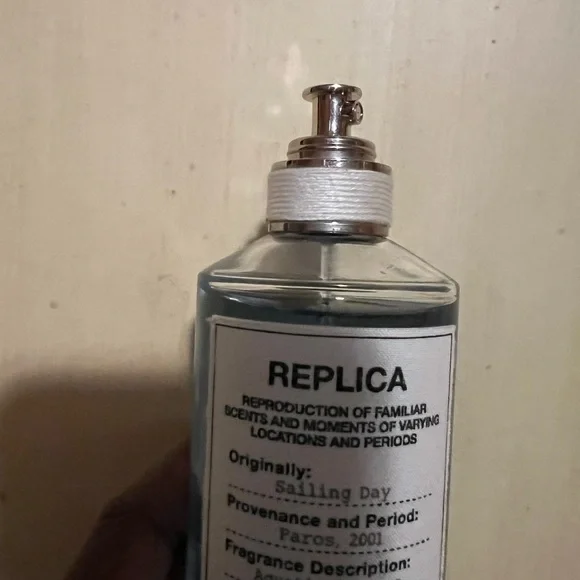 REPLICA
REPRODUCTION OF FAMILIAR
SCENTS AND MOMENTS OF VARYING
LOCATIONS AND PERIODS
Originally:
Sailing Day
Provenance and Period:
Paros, 2001
Fragrance Description: